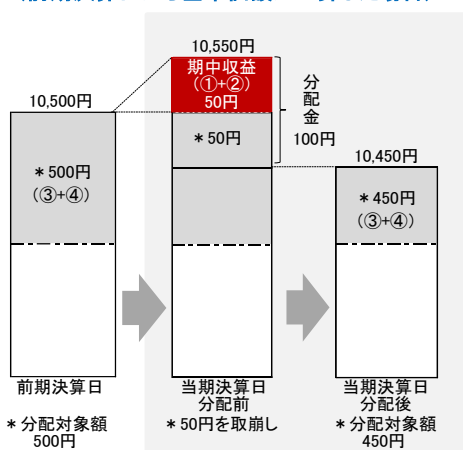 10,550円
期中収益
(①+②)
50円
分配金
100円
10,500円
＊50円
10,450円
＊500円
(③+④)
＊450円
(③+④)
前期決算日
当期決算日
分配前
当期決算日
分配後
＊分配対象額
500円
＊50円を取崩し
＊分配対象額
450円